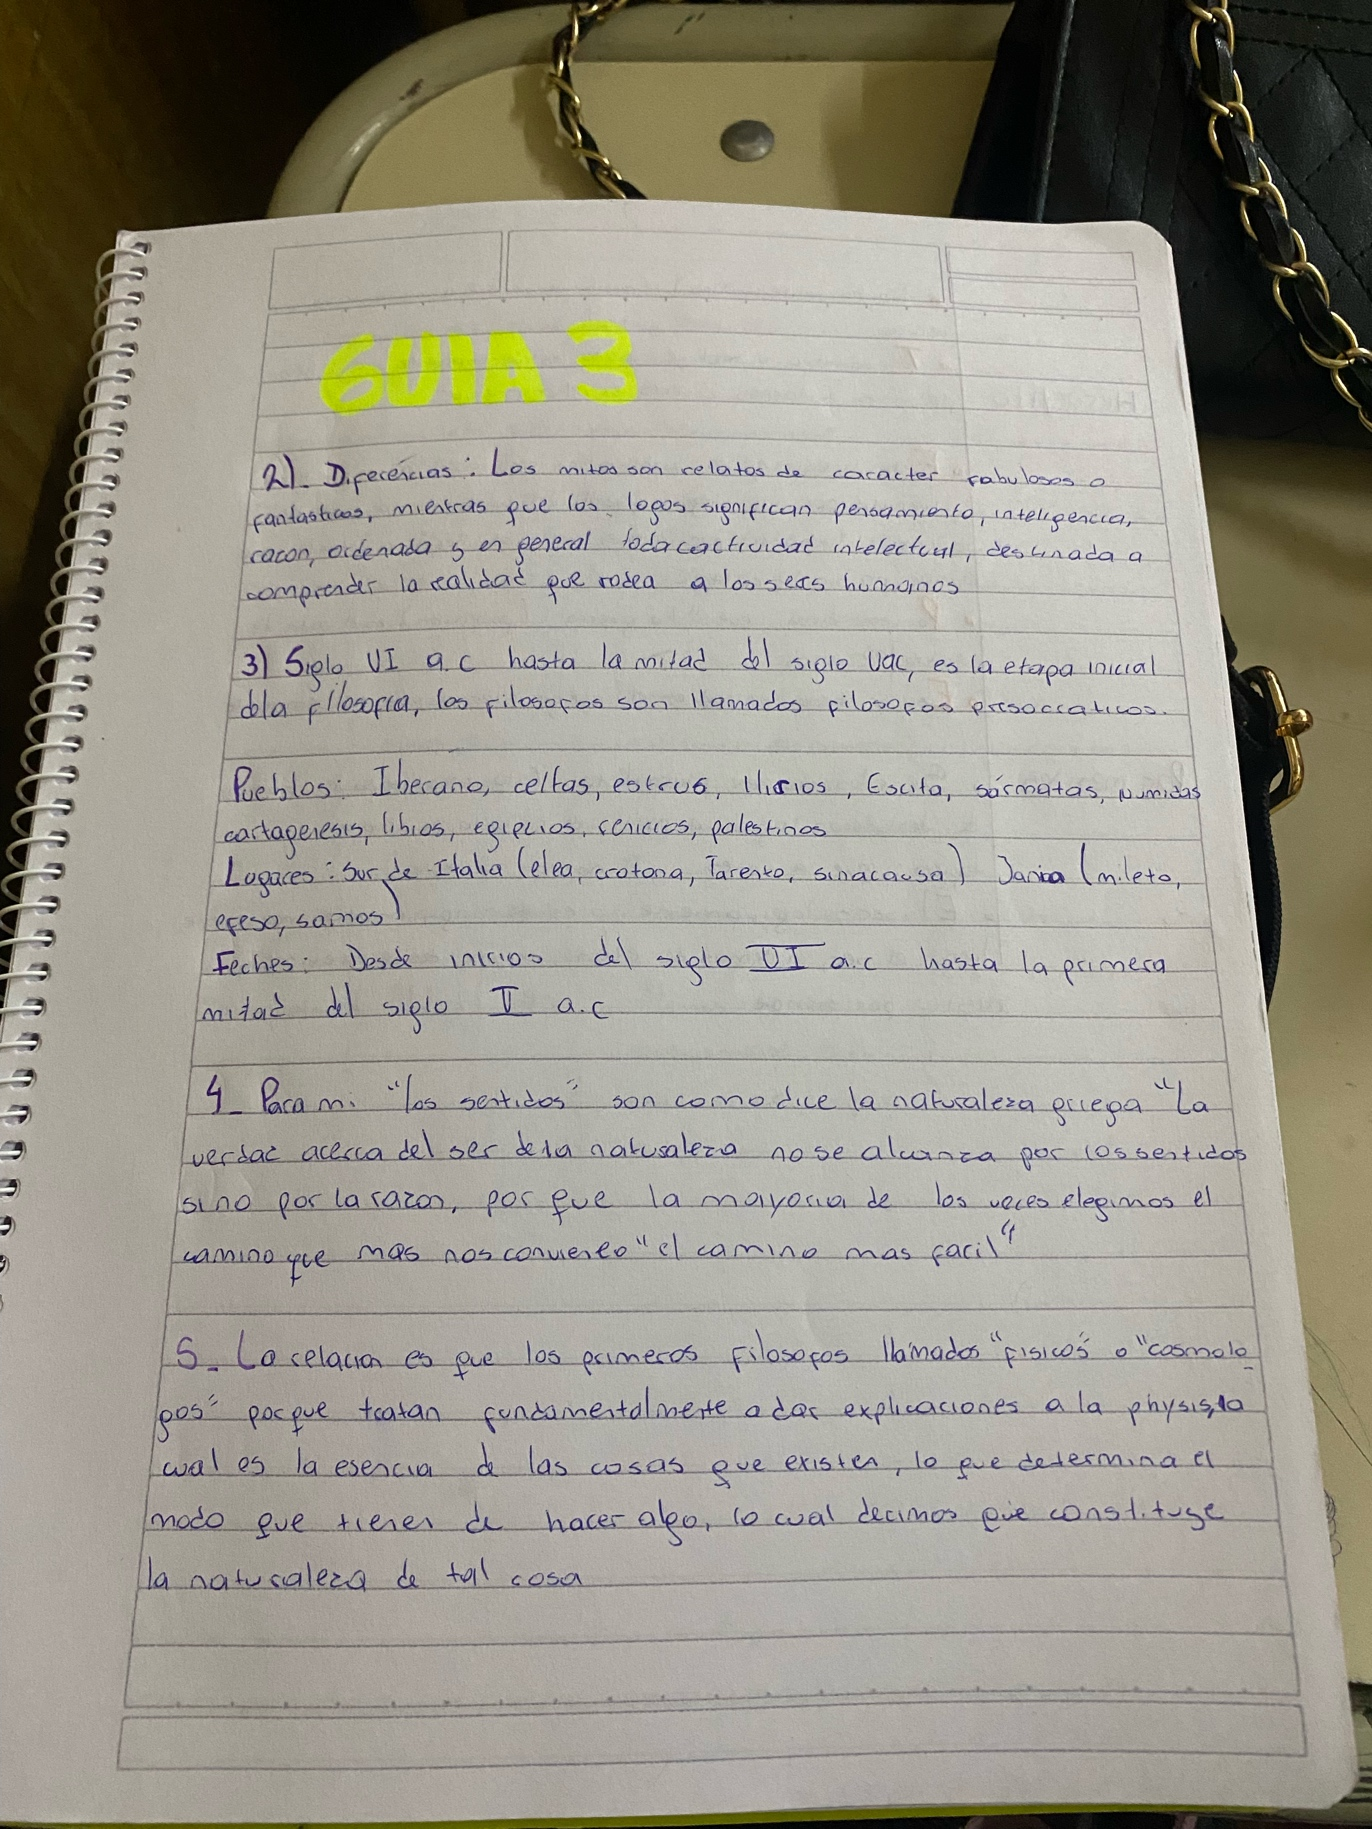 GUIA 3
2)_ Diferencias: Los mitos son relatos de caracter fabulosos o
fantasticos, mientras que los logos significan pensamiento, inteligencia,
razon, ordenada y en general toda cactividad intelectual, destinada a
comprender la realidad que rodea a los seres humanos
3) Siglo VI a.c hasta la mitad del siglo Vac, es la etapa inicial
dela filosofia, los filosofos son llamados filosofos presocraticos.
Pueblos: Iberano, celtas, estrus, Ilirios, Escita, sármatas, numidas
cartagenesis, libios, egipcios, fenicios, palestinos
Lugares: Sur de Italia (elea, crotona, Tarento, sinacausa) Jonica (mileto,
efeso, samos)
Feches: Desde inicios del siglo VI a.c hasta la primera
mitad del siglo V a.c
4_ Para mi "los sentidos" son como dice la naturaleza griega "La
verdad acerca del ser dela naturaleza no se alcanza por los sentidos
sino por la razon, por que la mayoria de los veces elegimos el
camino que mas nos convieneo "el camino mas facil"
5_ La relacion es que los primeros filosofos llamados "fisicos" o "cosmolo
gos" porque tratan fundamentalmente a dar explicaciones a la physis, lo
cual es la esencia de las cosas que existen, lo que determina el
modo que tienen de hacer algo, lo cual decimos que constituye
la naturaleza de tal cosa